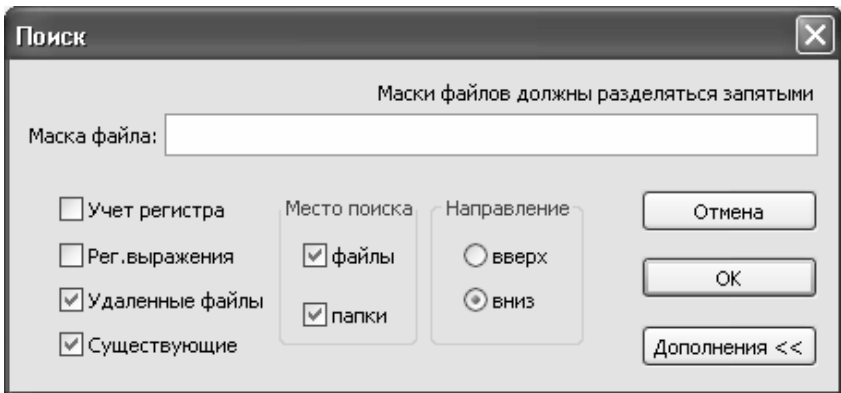 Поиск
Маски файлов должны разделяться запятыми
Маска файла:
Учет регистра
Рег.выражения
Удаленные файлы
Существующие
Место поиска
файлы
папки
Направление
вверх
вниз
Отмена
OK
Дополнения <<